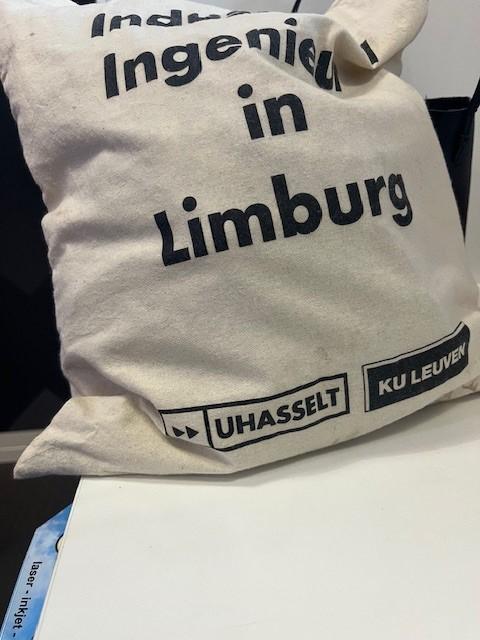 Ingenieur
in
Limburg
UHASSELT
KU LEUVEN
laser - inkjet -